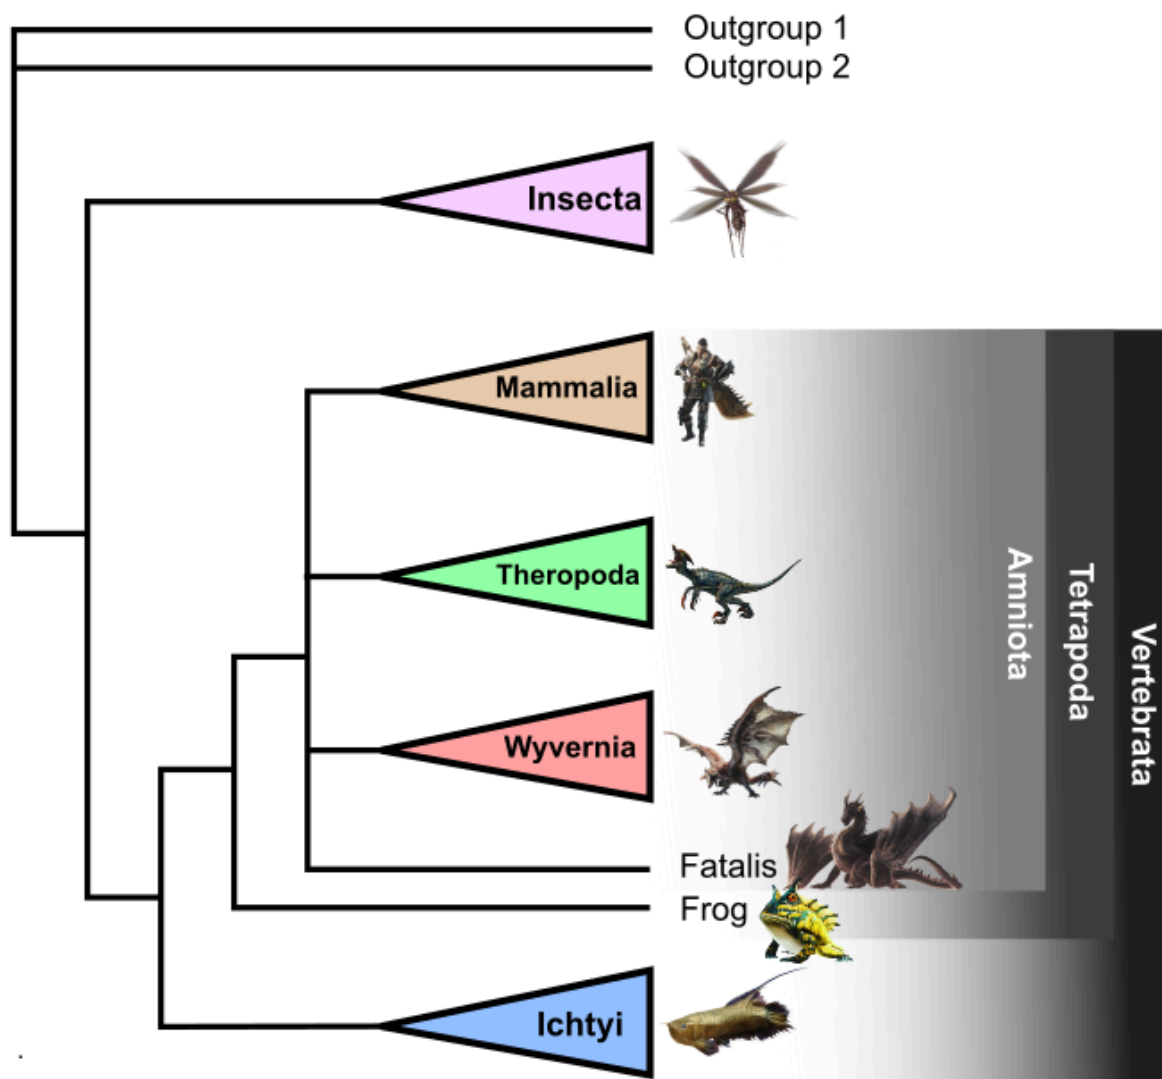 Outgroup 1
Outgroup 2
Insecta
Mammalia
Theropoda
Wyvernia
Fatalis
Frog
Ichtyi
Amniota
Tetrapoda
Vertebrata